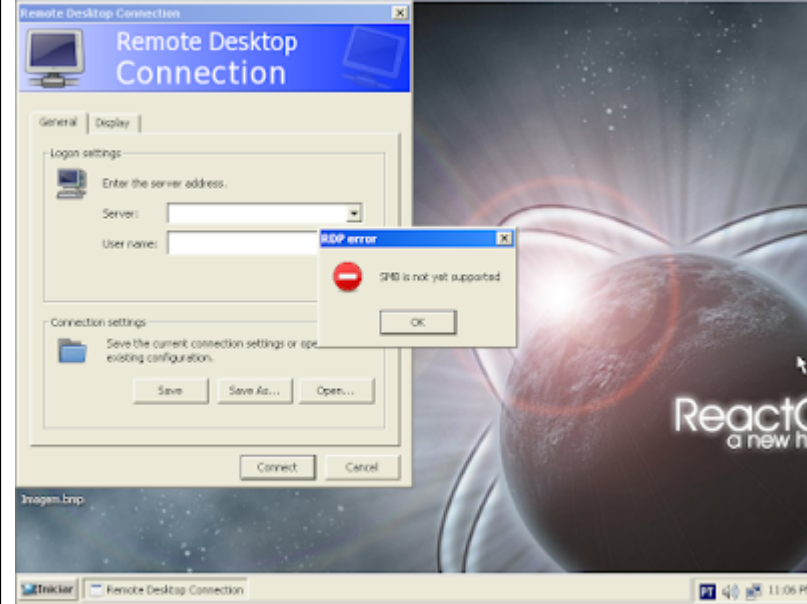 Remote Desktop Connection
Remote Desktop
Connection
General
Display
Logon settings
Enter the server address.
Server:
User name:
RDP error
SMB is not yet supported
OK
Connection settings
Save the current connection settings or
existing configuration.
Save
Save As...
Open...
Connect
Cancel
Imagem.bmp
a new
Iniciar
Remote Desktop Connection
PT
11:06